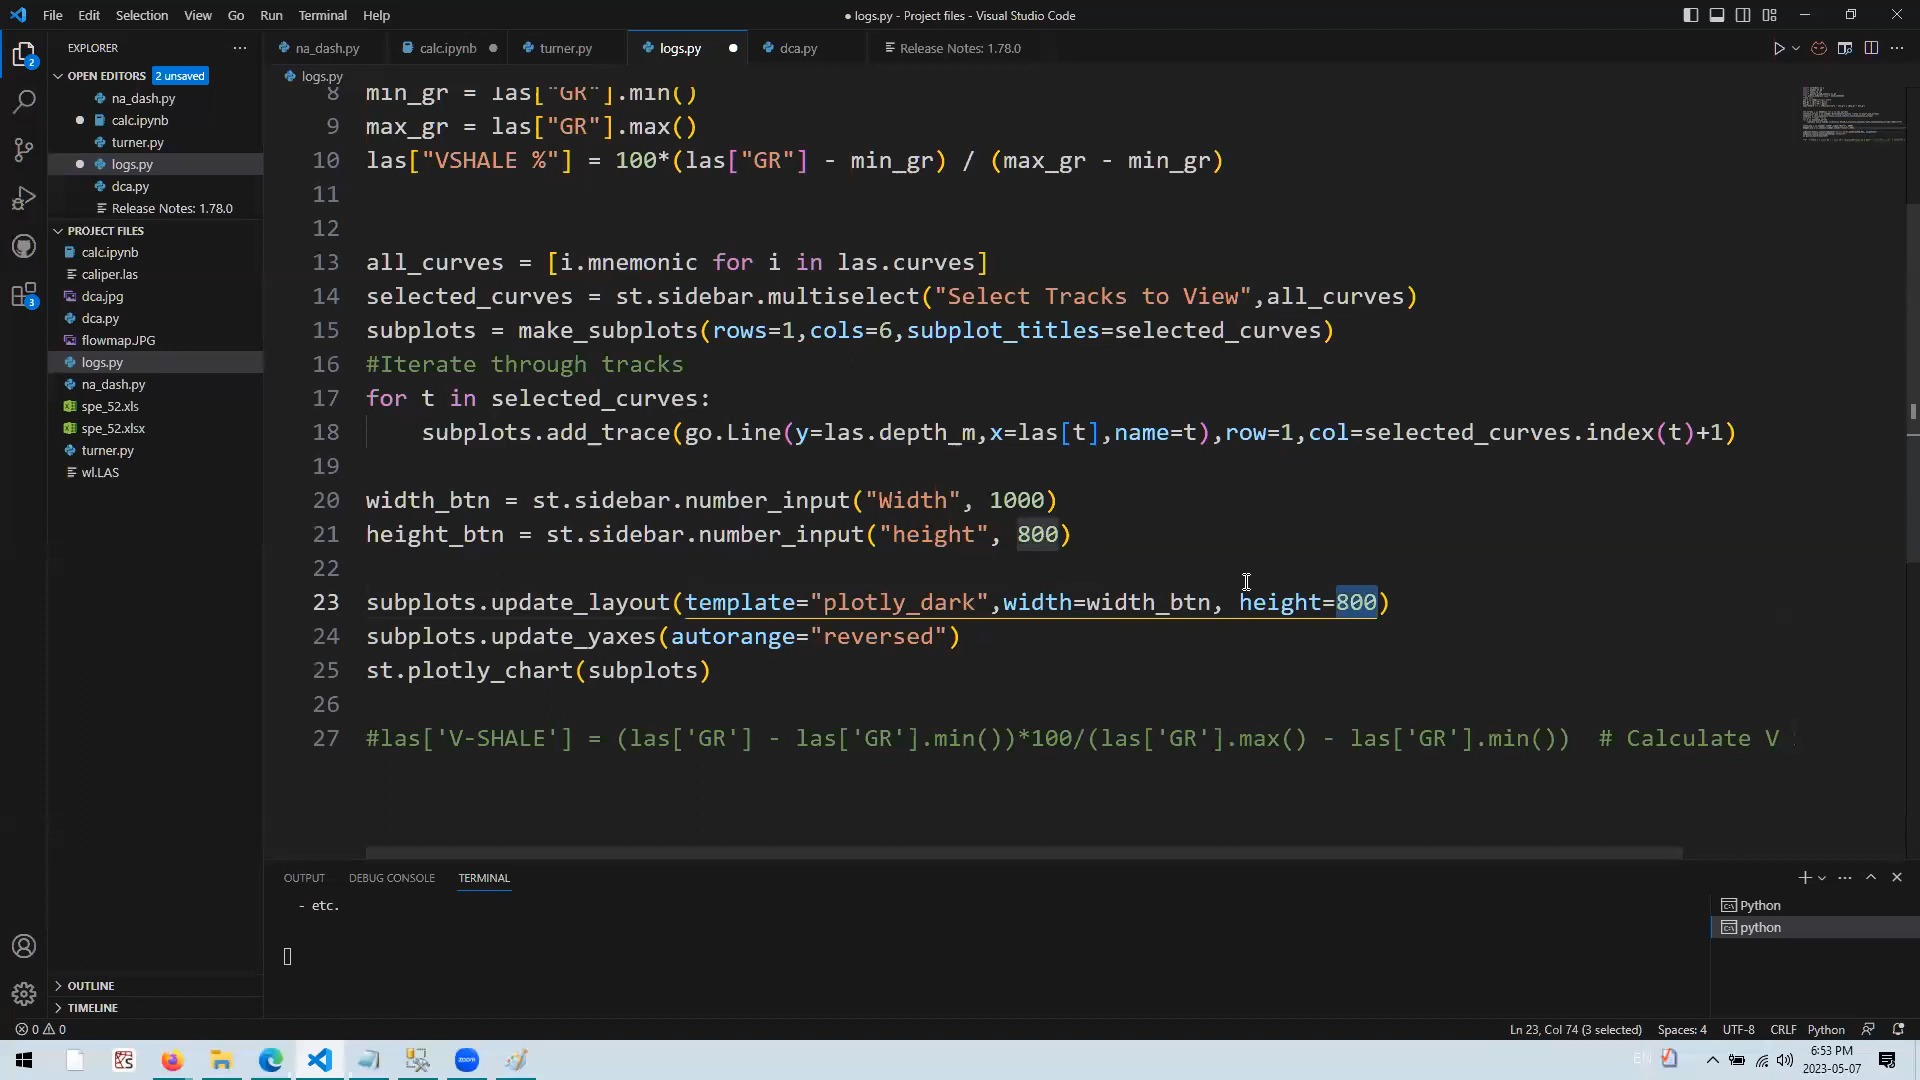 File Edit Selection View Go Run Terminal Help
● logs.py - Project files - Visual Studio Code
EXPLORER
na_dash.py
calc.ipynb
turner.py
logs.py
dca.py
Release Notes: 1.78.0
OPEN EDITORS 2 unsaved
na_dash.py
calc.ipynb
turner.py
logs.py
dca.py
Release Notes: 1.78.0
PROJECT FILES
calc.ipynb
caliper.las
dca.jpg
dca.py
flowmap.JPG
logs.py
na_dash.py
spe_52.xls
spe_52.xlsx
turner.py
wl.LAS
OUTLINE
TIMELINE
2
3
logs.py
8 min_gr = las["GR"].min()
9 max_gr = las["GR"].max()
10 las["VSHALE %"] = 100*(las["GR"] - min_gr) / (max_gr - min_gr)
11
12
13 all_curves = [i.mnemonic for i in las.curves]
14 selected_curves = st.sidebar.multiselect("Select Tracks to View",all_curves)
15 subplots = make_subplots(rows=1,cols=6,subplot_titles=selected_curves)
16 #Iterate through tracks
17 for t in selected_curves:
18 subplots.add_trace(go.Line(y=las.depth_m,x=las[t],name=t),row=1,col=selected_curves.index(t)+1)
19
20 width_btn = st.sidebar.number_input("Width", 1000)
21 height_btn = st.sidebar.number_input("height", 800)
22
23 subplots.update_layout(template="plotly_dark",width=width_btn, height=800)
24 subplots.update_yaxes(autorange="reversed")
25 st.plotly_chart(subplots)
26
27 #las['V-SHALE'] = (las['GR'] - las['GR'].min())*100/(las['GR'].max() - las['GR'].min()) # Calculate V
OUTPUT DEBUG CONSOLE TERMINAL
- etc.
Python
python
0 0
Ln 23, Col 74 (3 selected) Spaces: 4 UTF-8 CRLF Python
zoom
EN
6:53 PM
2023-05-07